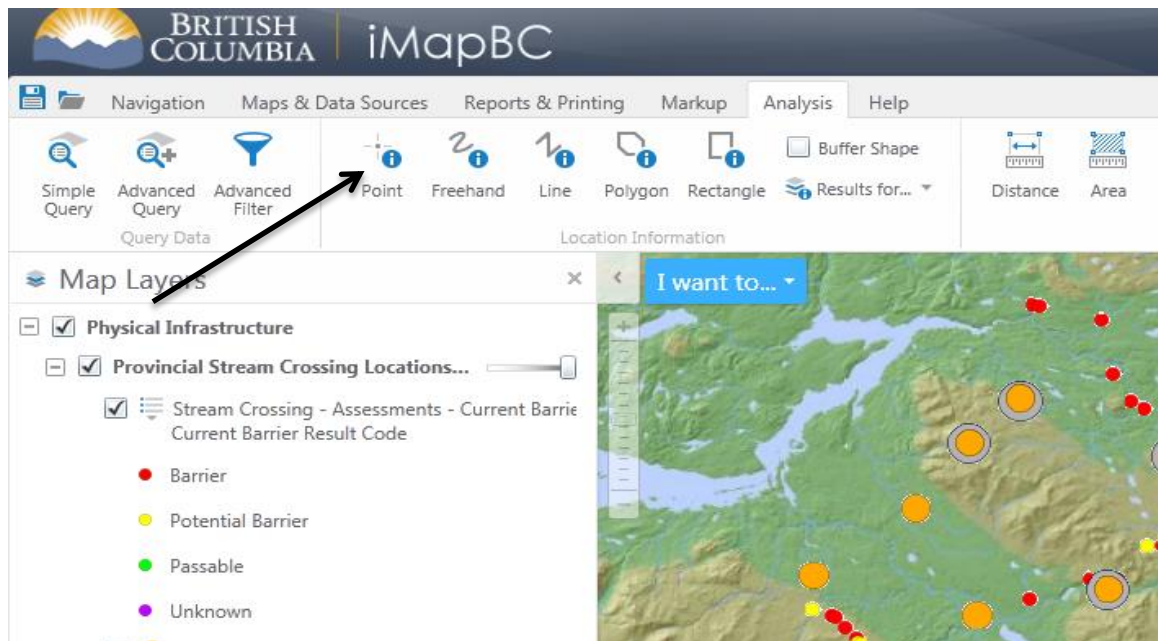 BRITISH
COLUMBIA
iMapBC
Navigation Maps & Data Sources Reports & Printing Markup Analysis Help
Simple Query
Advanced Query
Advanced Filter
Point
Freehand
Line
Polygon
Rectangle
Buffer Shape
Results for...
Distance
Area
Query Data
Location Information
Map Layers
I want to...
Physical Infrastructure
Provincial Stream Crossing Locations...
Stream Crossing - Assessments - Current Barrie
Current Barrier Result Code
Barrier
Potential Barrier
Passable
Unknown